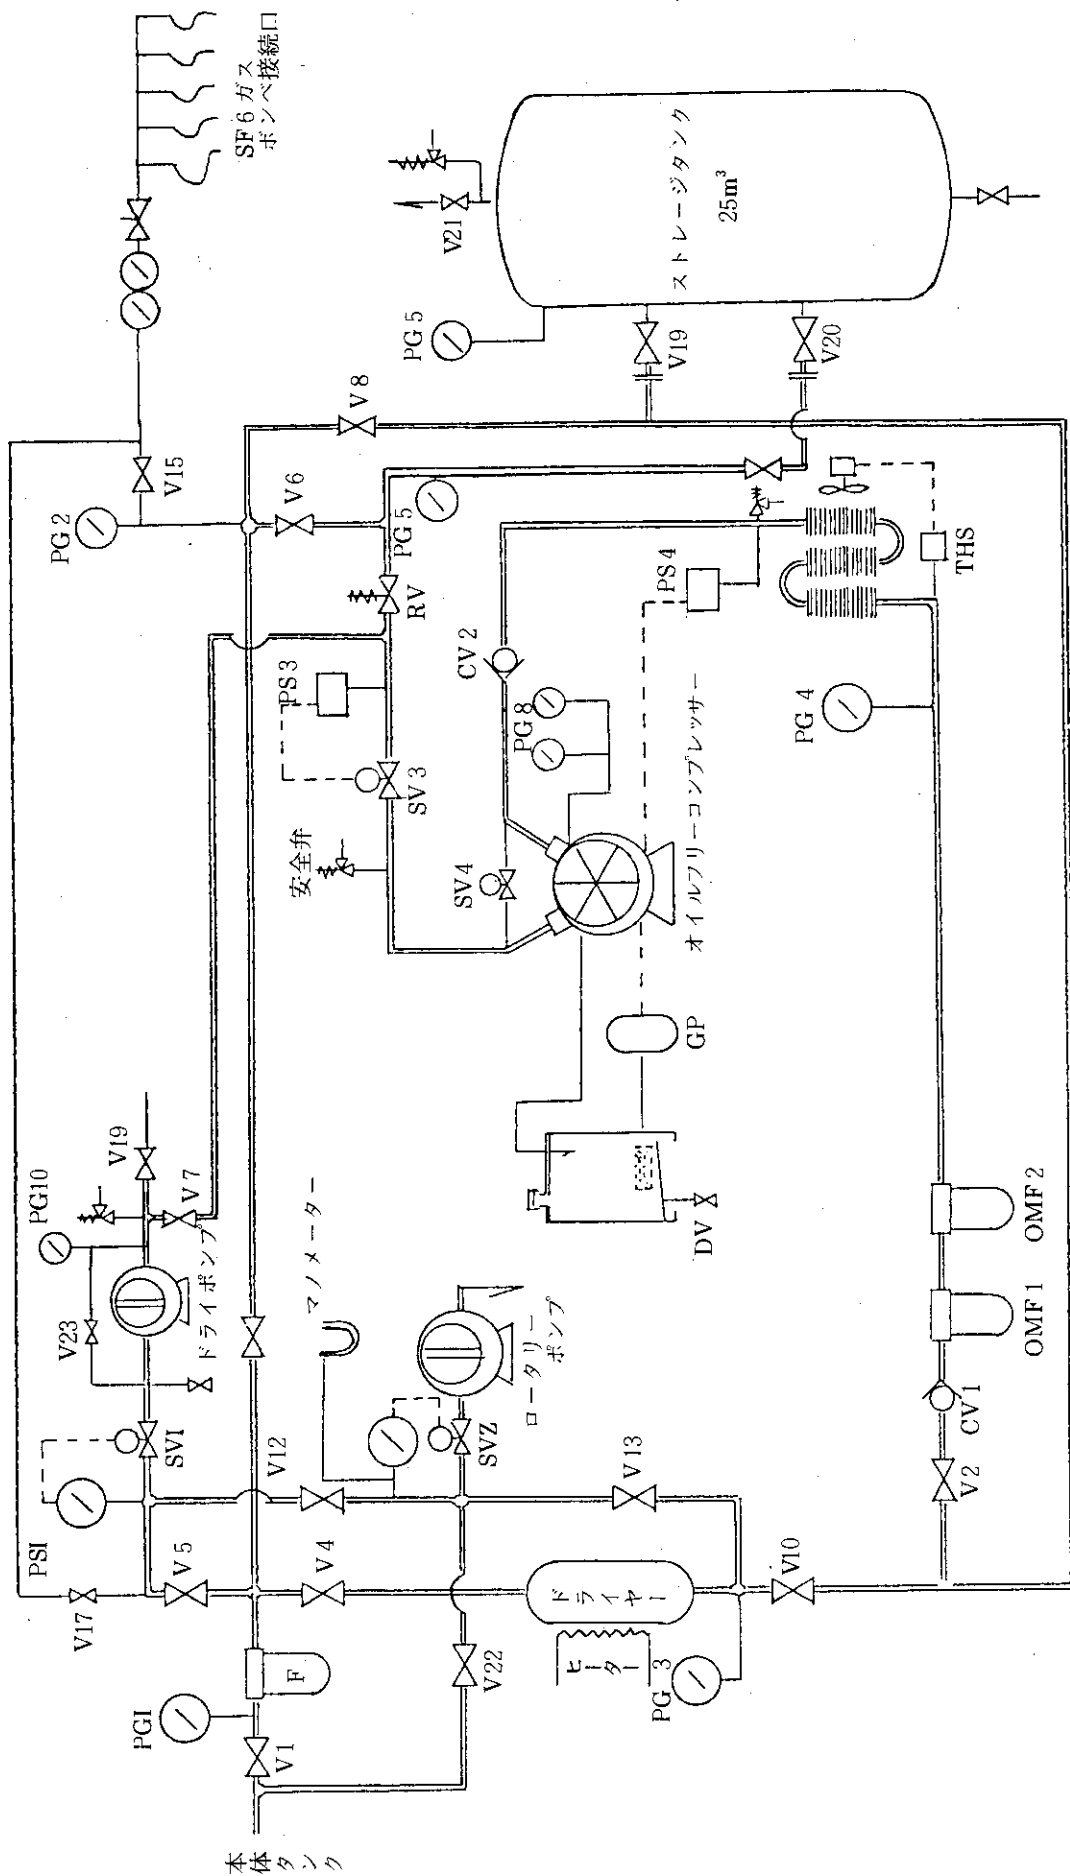 SF6 ガス
ボンベ接続口
ストレージタンク
25m³
V21
PG 5
V19
V20
V 8
V15
PG 2
V 6
PG 5
RV
PS 3
SV 3
安全弁
CV 2
PG 8
SV4
PS 4
THS
PG 4
オイルフリーコンプレッサー
GP
DV
OMF 2
OMF 1
CV 1
V 2
V19
PG10
V 7
ドライポンプ
V23
SVI
PSI
マノメーター
ロータリー
ポンプ
SVZ
V12
V13
V 5
V 4
V17
ドライヤー
ヒーター
V10
PG 3
V22
F
PGI
V1
本体タンク